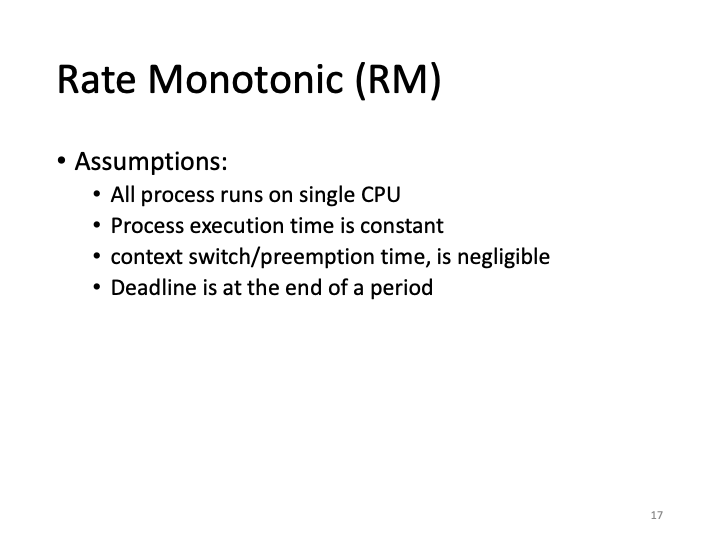 Rate Monotonic (RM)
• Assumptions:
• All process runs on single CPU
• Process execution time is constant
• context switch/preemption time, is negligible
• Deadline is at the end of a period
17